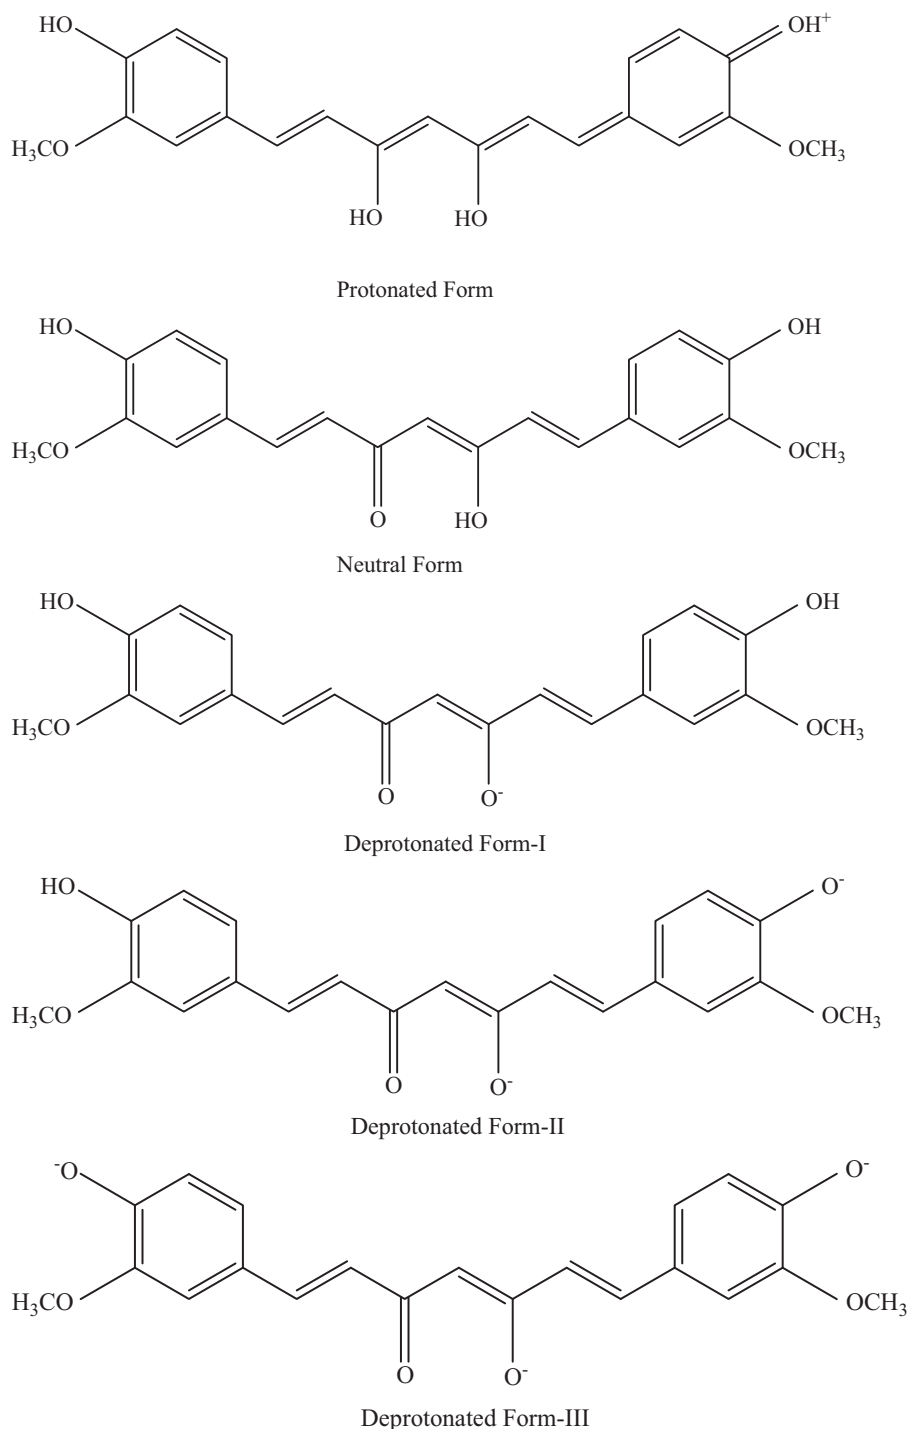 HO OH⁺
H₃CO OCH₃
HO HO
Protonated Form
HO OH
H₃CO OCH₃
O HO
Neutral Form
HO OH
H₃CO OCH₃
O O⁻
Deprotonated Form-I
HO O⁻
H₃CO OCH₃
O O⁻
Deprotonated Form-II
⁻O O⁻
H₃CO OCH₃
O O⁻
Deprotonated Form-III